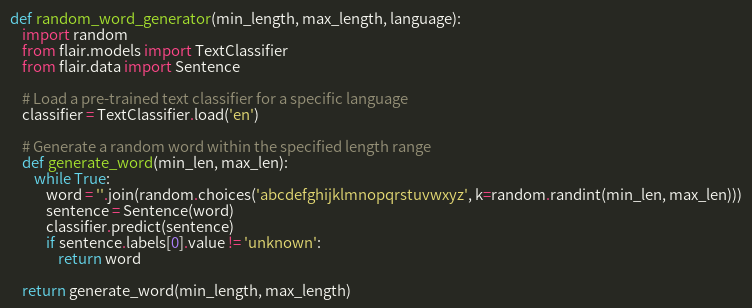 def random_word_generator(min_length, max_length, language):
    import random
    from flair.models import TextClassifier
    from flair.data import Sentence

    # Load a pre-trained text classifier for a specific language
    classifier = TextClassifier.load('en')

    # Generate a random word within the specified length range
    def generate_word(min_len, max_len):
        while True:
            word = ''.join(random.choices('abcdefghijklmnopqrstuvwxyz', k=random.randint(min_len, max_len)))
            sentence = Sentence(word)
            classifier.predict(sentence)
            if sentence.labels[0].value != 'unknown':
                return word

    return generate_word(min_length, max_length)